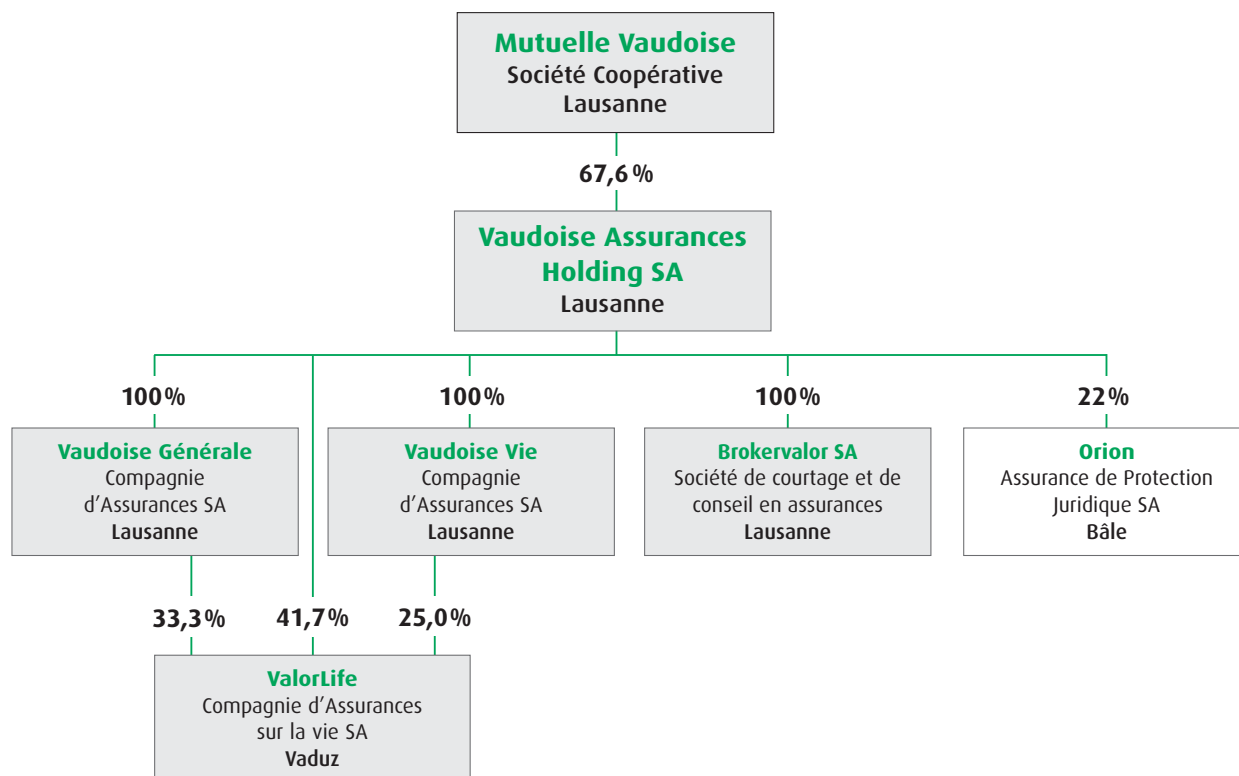 Mutuelle Vaudoise
Société Coopérative
Lausanne
67,6 %
Vaudoise Assurances
Holding SA
Lausanne
100 %
100 %
100 %
22 %
Vaudoise Générale
Compagnie
d'Assurances SA
Lausanne
Vaudoise Vie
Compagnie
d'Assurances SA
Lausanne
Brokervalor SA
Société de courtage et de
conseil en assurances
Lausanne
Orion
Assurance de Protection
Juridique SA
Bâle
33,3 %
41,7 %
25,0 %
ValorLife
Compagnie d'Assurances
sur la vie SA
Vaduz